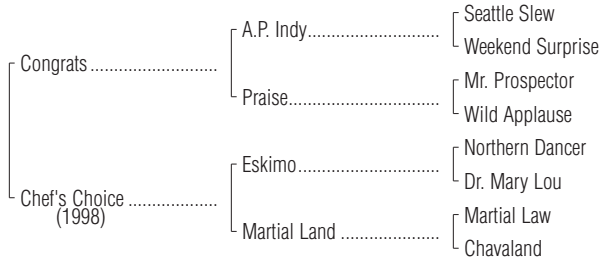 Seattle Slew
A.P. Indy..............................
Weekend Surprise
Congrats.............................
Mr. Prospector
Praise...................................
Wild Applause
Northern Dancer
Eskimo.................................
Dr. Mary Lou
Chef's Choice ....................
(1998)
Martial Law
Martial Land ......................
Chavaland